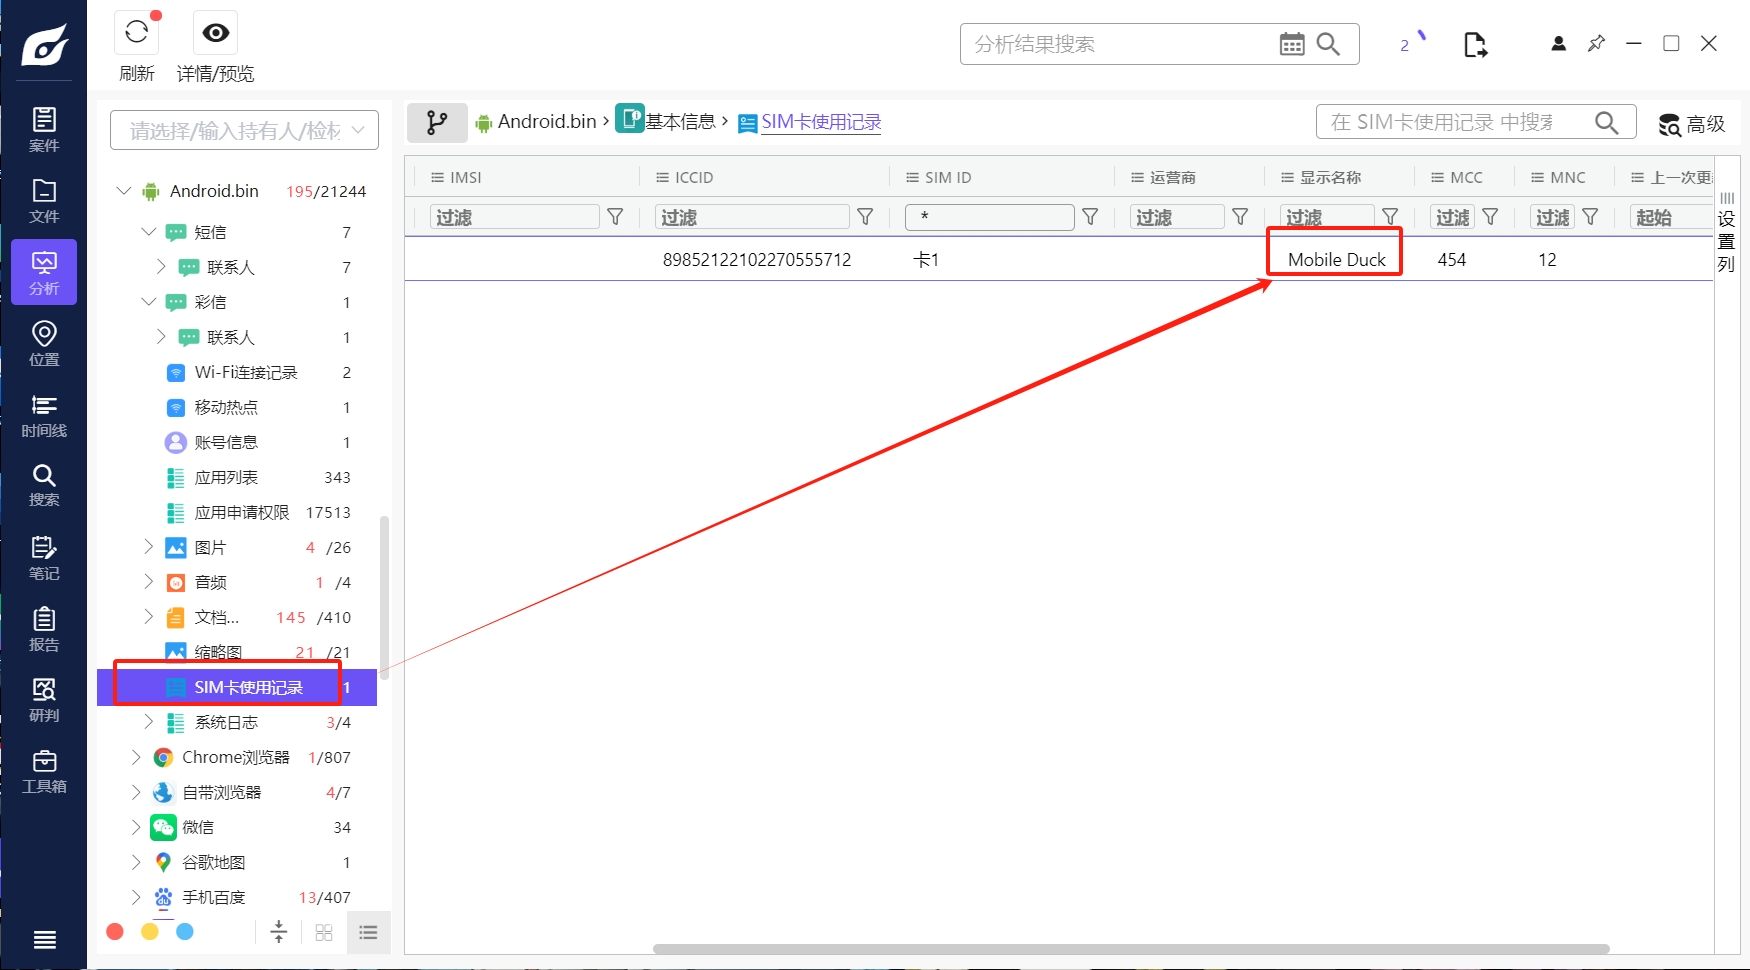 刷新
详情/预览
分析结果搜索
2
案件
文件
分析
位置
时间线
搜索
笔记
报告
研判
工具箱
请选择/输入持有人/检材
Android.bin 195/21244
短信 7
联系人 7
彩信 1
联系人 1
Wi-Fi连接记录 2
移动热点 1
账号信息 1
应用列表 343
应用申请权限 17513
图片 4 /26
音频 1 /4
文档... 145 /410
缩略图 21 /21
SIM卡使用记录 1
系统日志 3/4
Chrome浏览器 1/807
自带浏览器 4/7
微信 34
谷歌地图 1
手机百度 13/407
Android.bin › 基本信息 › SIM卡使用记录
在 SIM卡使用记录 中搜索
高级
IMSI ICCID SIM ID 运营商 显示名称 MCC MNC 上一次更
过滤 过滤 * 过滤 过滤 过滤 过滤 起始
89852122102270555712 卡1 Mobile Duck 454 12
设置列